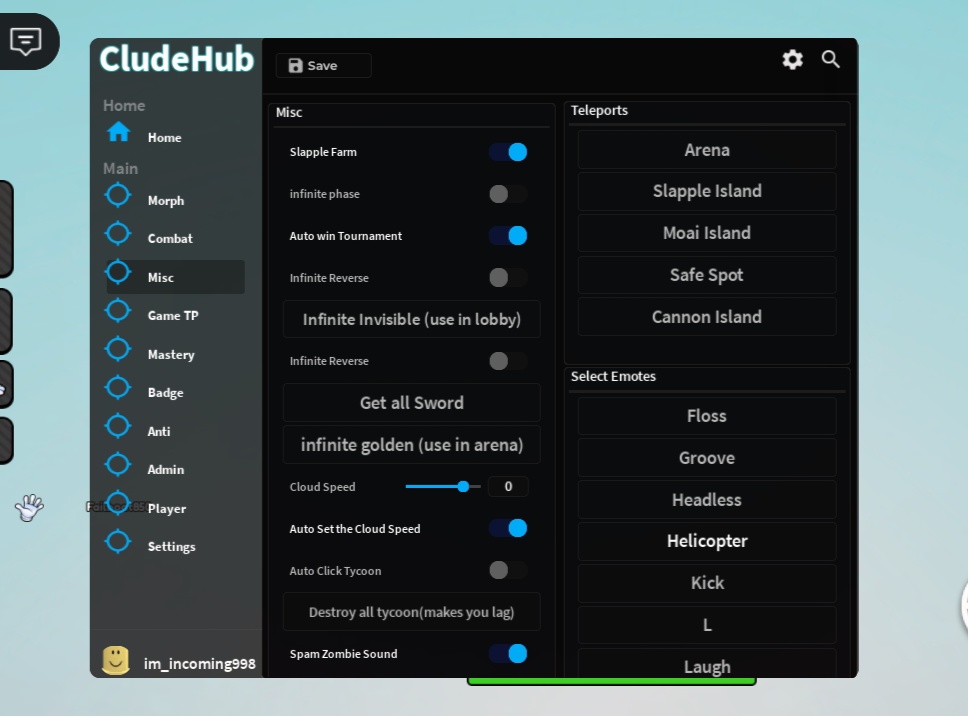 CludeHub
Save
Home
Home
Main
Morph
Combat
Misc
Game TP
Mastery
Badge
Anti
Admin
Player
Settings
im_incoming998
Misc
Slapple Farm
infinite phase
Auto win Tournament
Infinite Reverse
Infinite Invisible (use in lobby)
Infinite Reverse
Get all Sword
infinite golden (use in arena)
Cloud Speed
0
Auto Set the Cloud Speed
Auto Click Tycoon
Destroy all tycoon(makes you lag)
Spam Zombie Sound
Teleports
Arena
Slapple Island
Moai Island
Safe Spot
Cannon Island
Select Emotes
Floss
Groove
Headless
Helicopter
Kick
L
Laugh